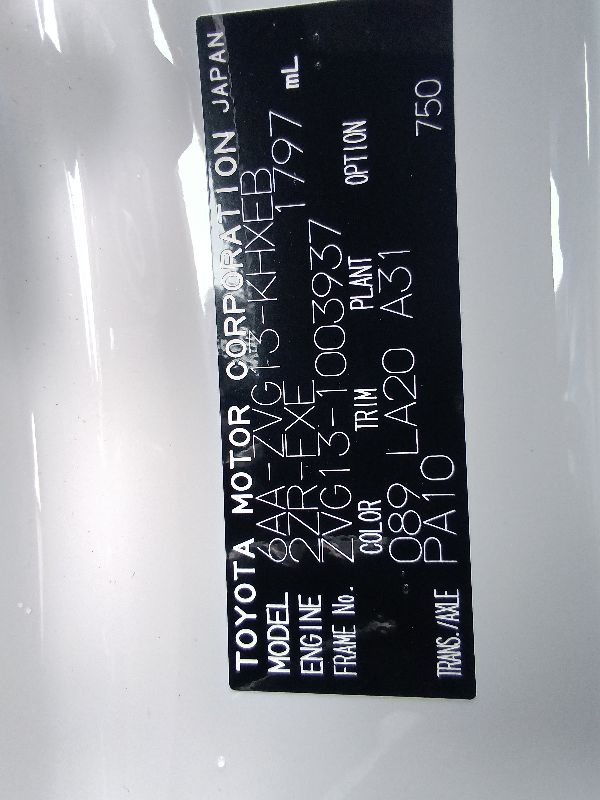 TOYOTA MOTOR CORPORATION JAPAN
MODEL 6AA-ZVG13-KHXEB
ENGINE 2ZR-FXE 1797 mL
FRAME No. ZVG13-1003937
COLOR TRIM PLANT OPTION
089 LA20 A31 750
TRANS./AXLE PA10